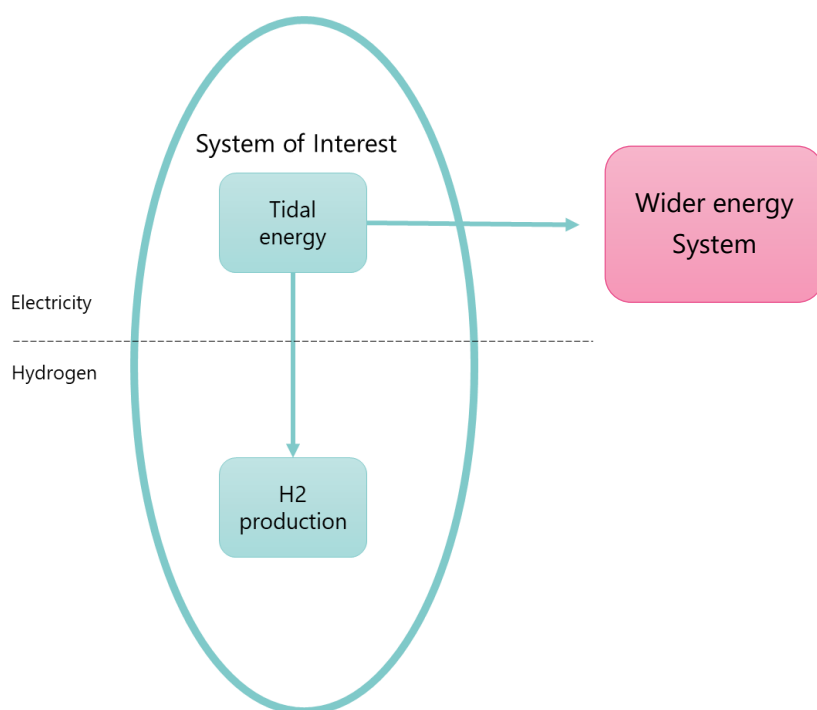 System of Interest
Tidal
energy
Wider energy
System
Electricity
Hydrogen
H2
production